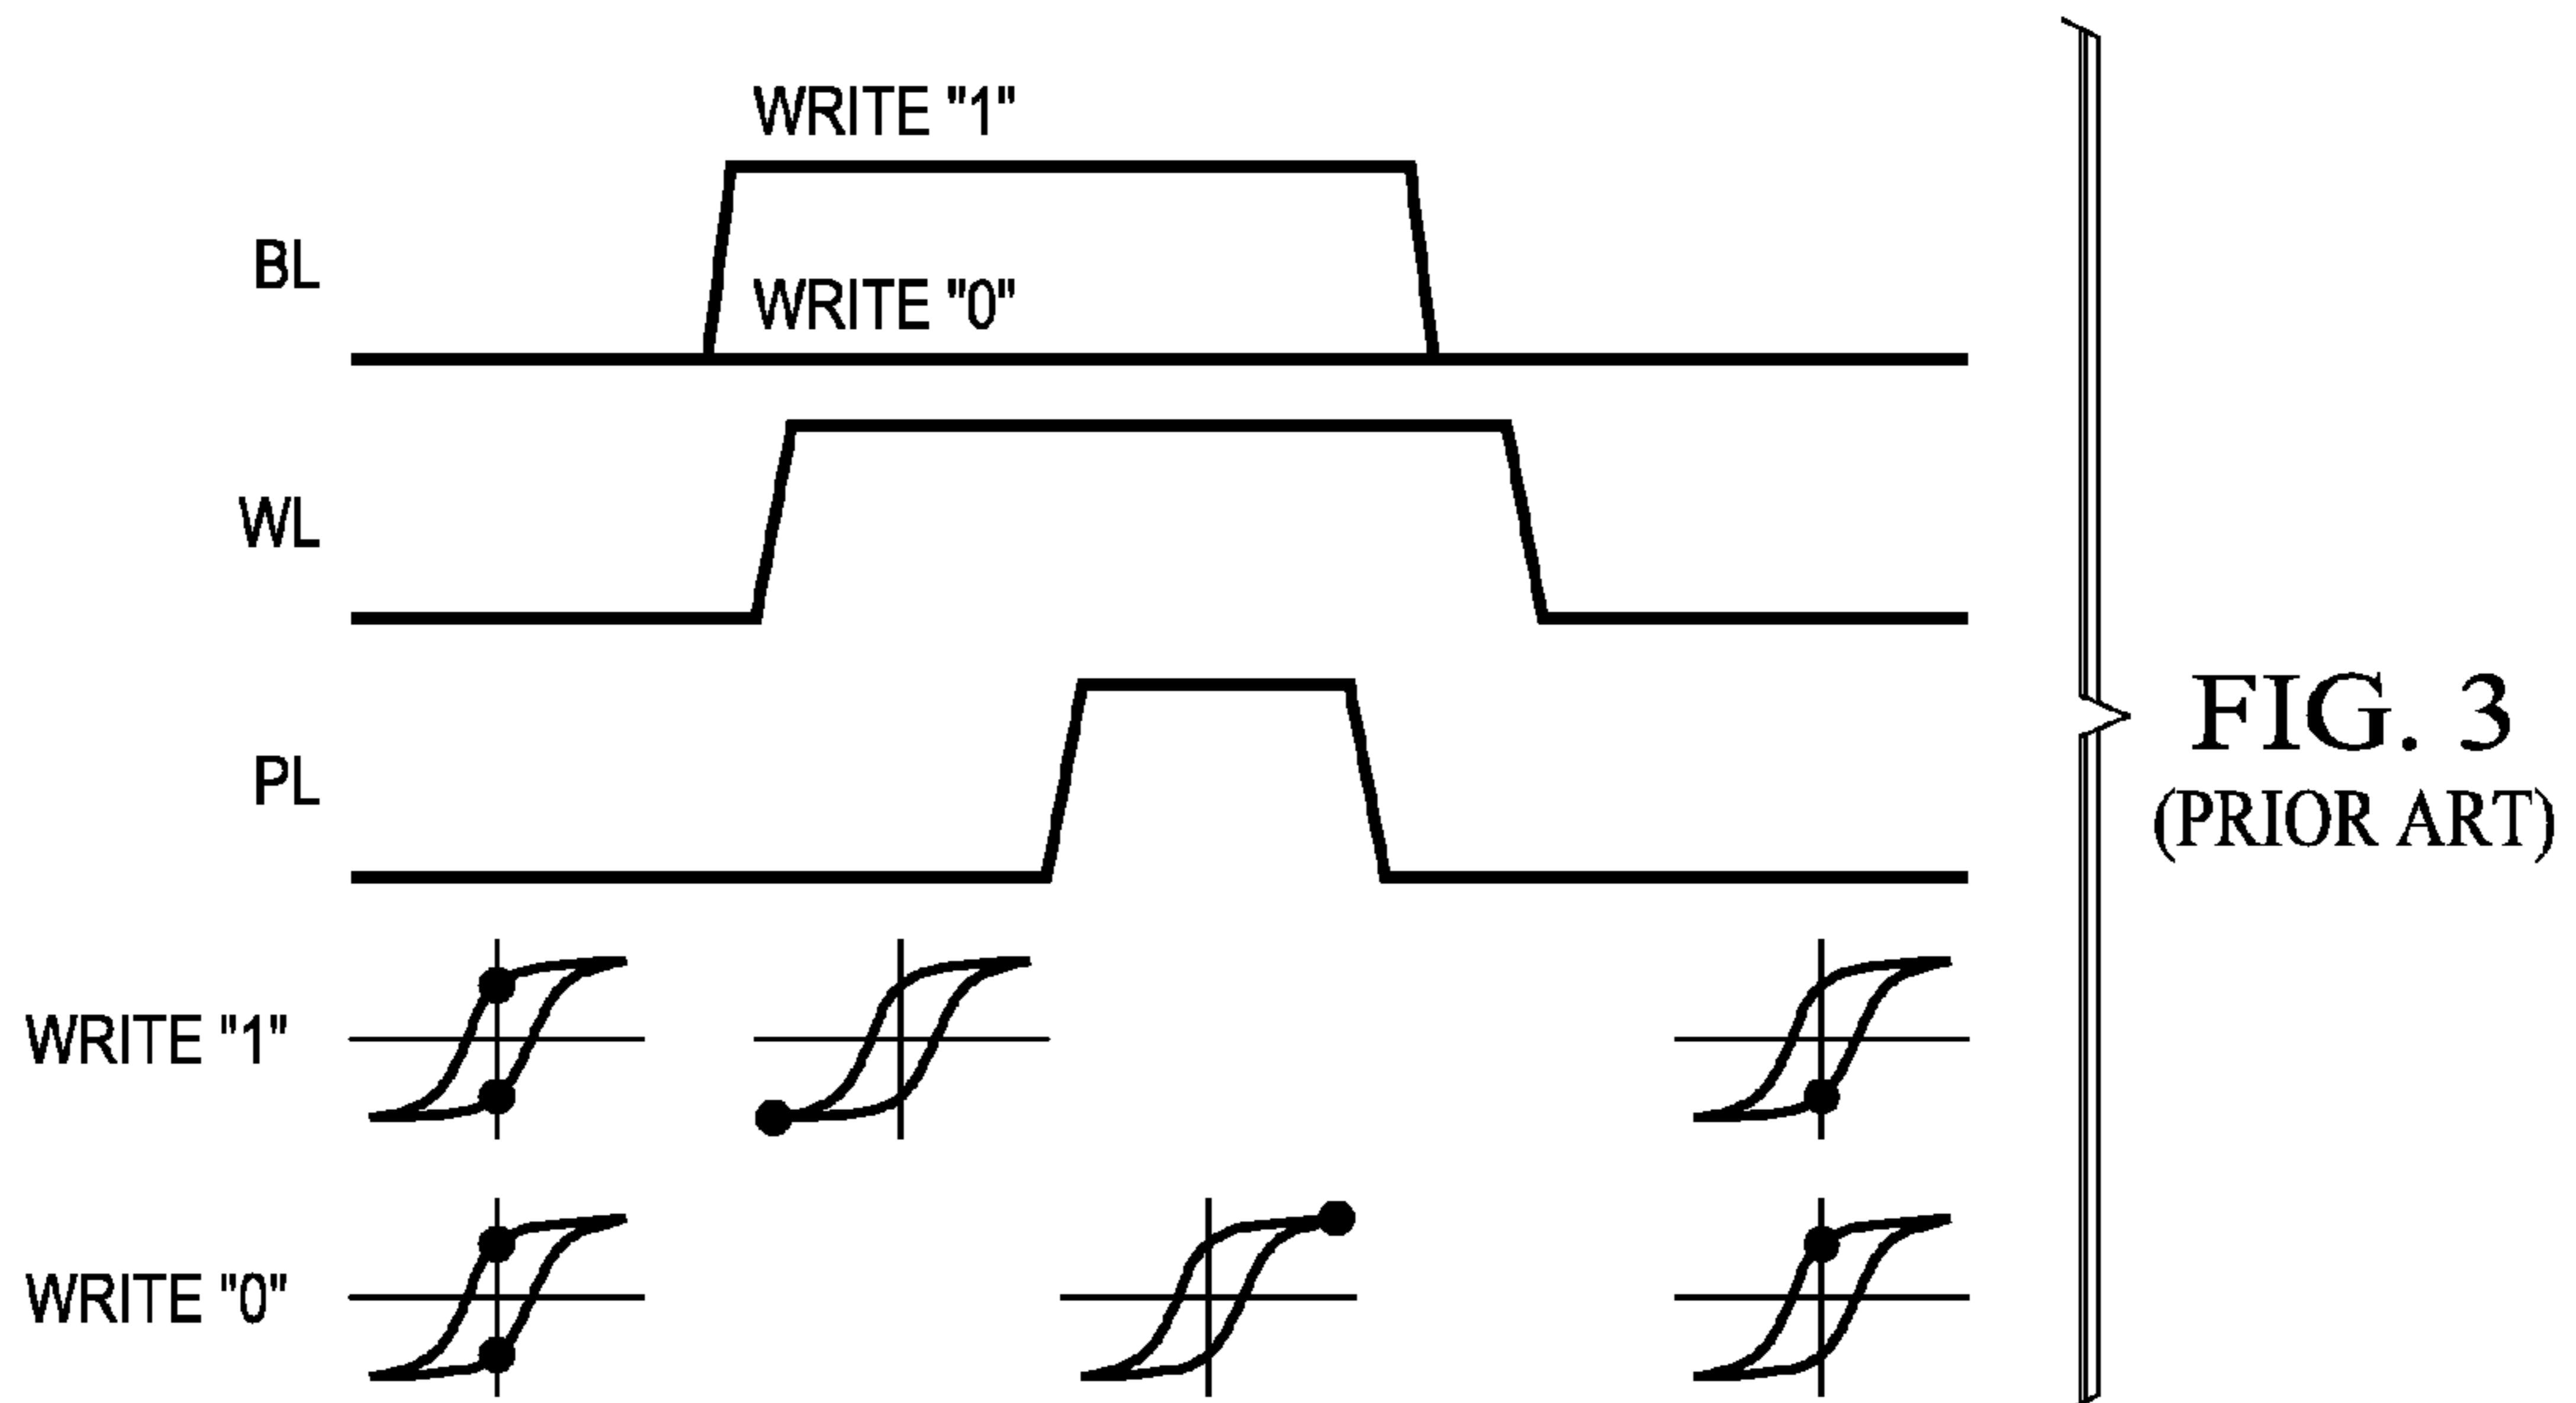 WRITE "1"
BL
WRITE "0"
WL
PL
FIG. 3
(PRIOR ART)
WRITE "1"
WRITE "0"